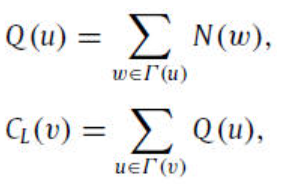 Q(u) = ∑_{w∈Γ(u)} N(w),
C_L(v) = ∑_{u∈Γ(v)} Q(u),